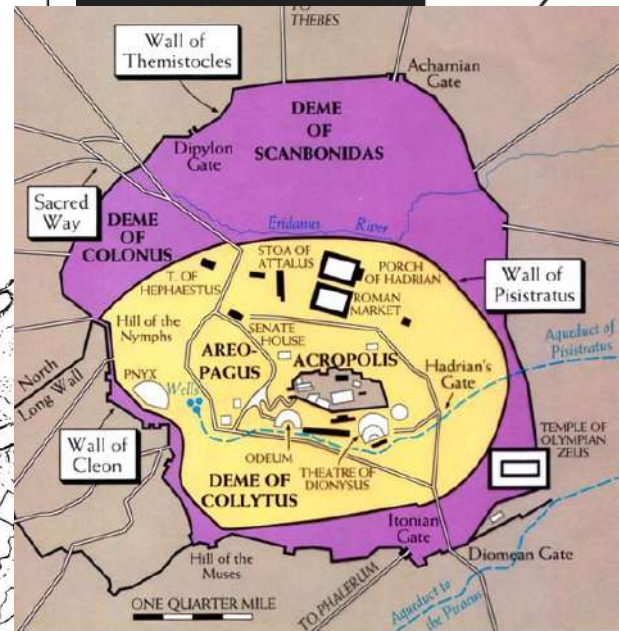 TO
THEBES
Wall of
Themistocles
Acharnian
Gate
DEME
OF
SCANBONIDAS
Dipylon
Gate
Sacred
Way
DEME
OF
COLONUS
Eridanus River
STOA OF
ATTALUS
PORCH
OF HADRIAN
T. OF
HEPHAESTUS
ROMAN
MARKET
Wall of
Pisistratus
Hill of the
Nymphs
SENATE
HOUSE
Aqueduct of
Pisistratus
AREO-
PAGUS
ACROPOLIS
Hadrian's
Gate
North
Long Wall
PNYX
Wells
Wall of
Cleon
TEMPLE OF
OLYMPIAN
ZEUS
ODEUM
THEATRE OF
DIONYSUS
DEME OF
COLLYTUS
Itonian
Gate
Diomean Gate
Hill of the
Muses
TO PHALERUM
Aqueduct to
the Piraeus
ONE QUARTER MILE